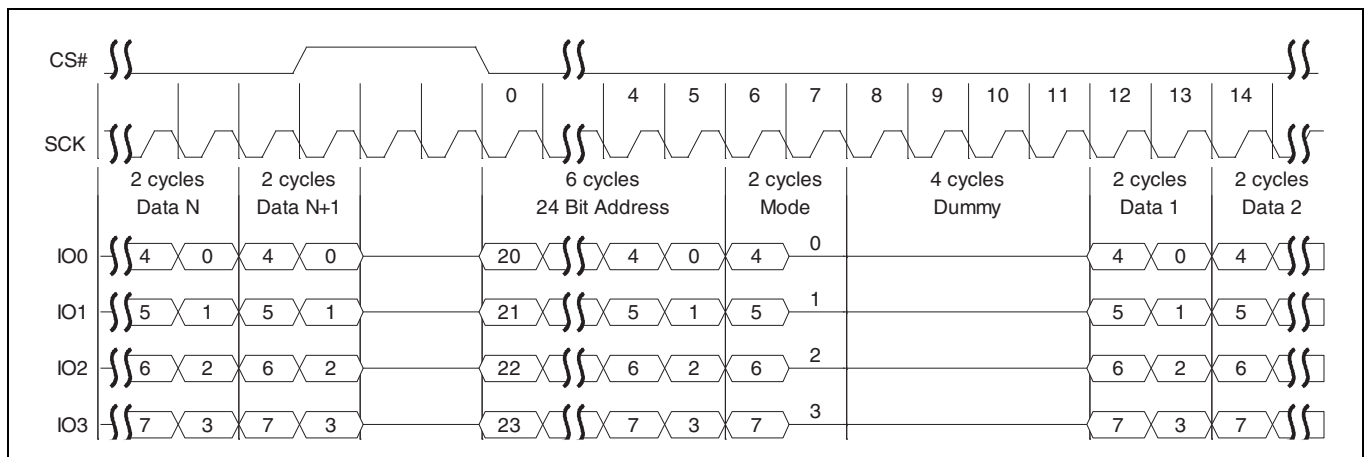 CS#
0 4 5 6 7 8 9 10 11 12 13 14
SCK
2 cycles 2 cycles 6 cycles 2 cycles 4 cycles 2 cycles 2 cycles
Data N Data N+1 24 Bit Address Mode Dummy Data 1 Data 2
IO0 4 0 4 0 20 4 0 4 0 4 0 4
IO1 5 1 5 1 21 5 1 5 1 5 1 5
IO2 6 2 6 2 22 6 2 6 2 6 2 6
IO3 7 3 7 3 23 7 3 7 3 7 3 7